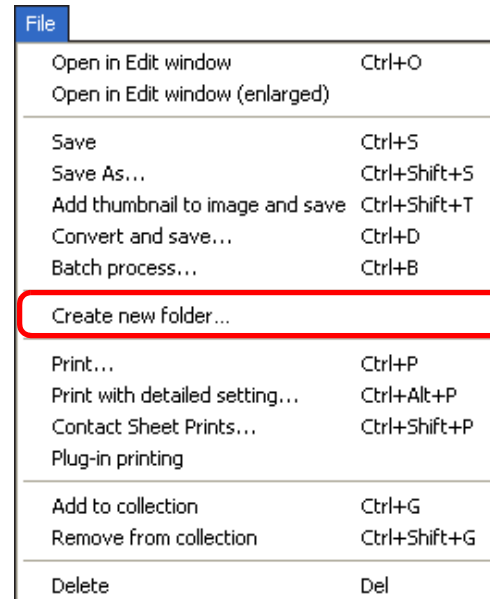 File
Open in Edit window Ctrl+O
Open in Edit window (enlarged)
Save Ctrl+S
Save As... Ctrl+Shift+S
Add thumbnail to image and save Ctrl+Shift+T
Convert and save... Ctrl+D
Batch process... Ctrl+B
Create new folder...
Print... Ctrl+P
Print with detailed setting... Ctrl+Alt+P
Contact Sheet Prints... Ctrl+Shift+P
Plug-in printing
Add to collection Ctrl+G
Remove from collection Ctrl+Shift+G
Delete Del